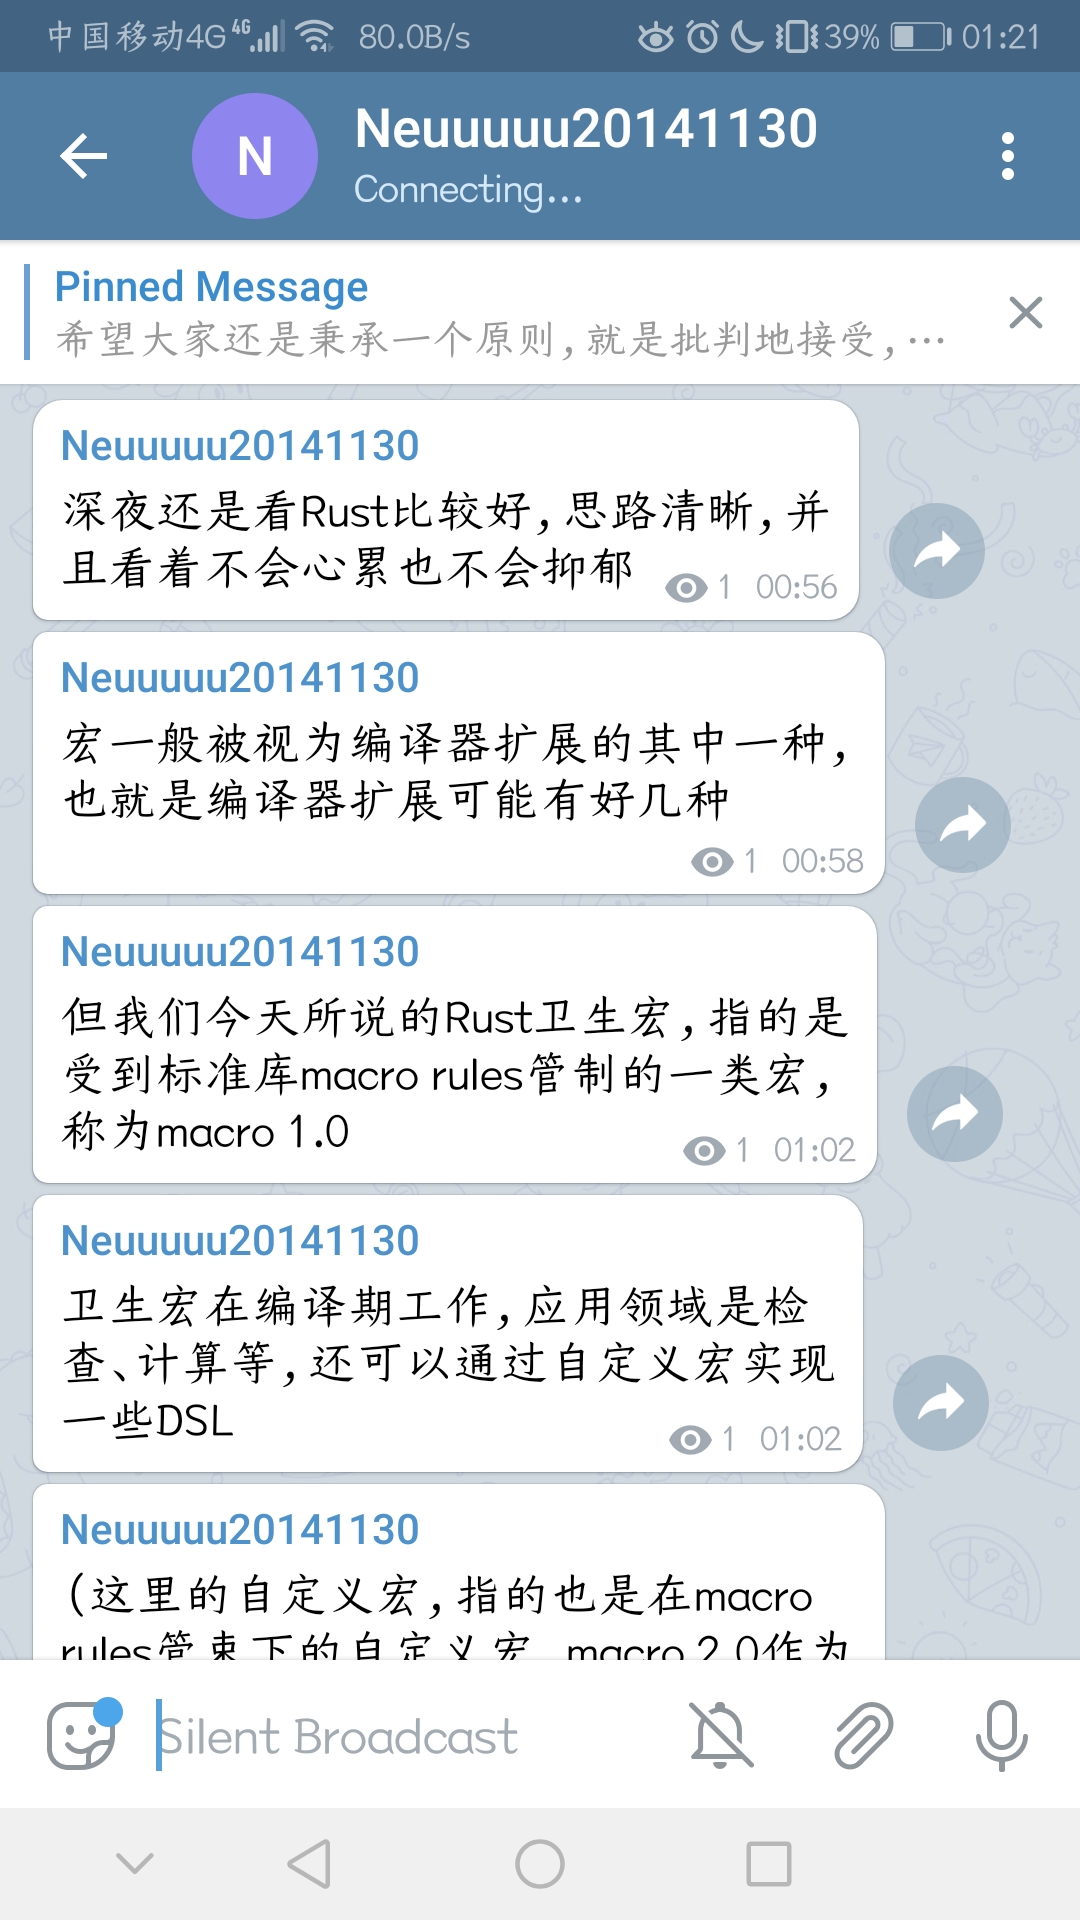 中国移动4G 4G 80.0B/s 39% 01:21
N
Neuuuuu20141130
Connecting...
Pinned Message
希望大家还是秉承一个原则,就是批判地接受,...
Neuuuuu20141130
深夜还是看Rust比较好,思路清晰,并
且看着不会心累也不会抑郁
1 00:56
Neuuuuu20141130
宏一般被视为编译器扩展的其中一种,
也就是编译器扩展可能有好几种
1 00:58
Neuuuuu20141130
但我们今天所说的Rust卫生宏,指的是
受到标准库macro rules管制的一类宏,
称为macro 1.0
1 01:02
Neuuuuu20141130
卫生宏在编译期工作,应用领域是检
查、计算等,还可以通过自定义宏实现
一些DSL
1 01:02
Neuuuuu20141130
(这里的自定义宏,指的也是在macro
rules管束下的自定义宏,macro 2.0作为
Silent Broadcast